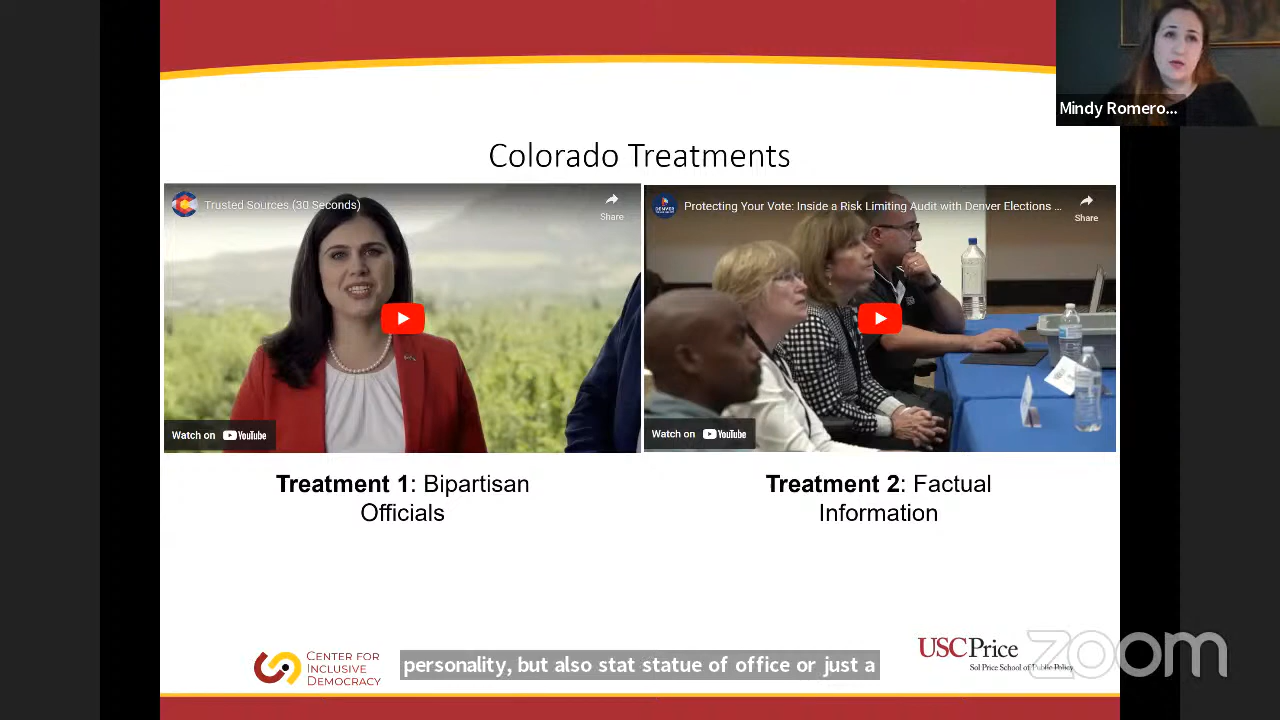 Mindy Romero...
Colorado Treatments
Trusted Sources (30 Seconds)
Share
Watch on YouTube
Protecting Your Vote: Inside a Risk Limiting Audit with Denver Elections ...
Share
Watch on YouTube
Treatment 1: Bipartisan
Officials
Treatment 2: Factual
Information
CENTER FOR
INCLUSIVE
DEMOCRACY
personality, but also stat statue of office or just a
USC Price
Sol Price School of Public Policy
zoom